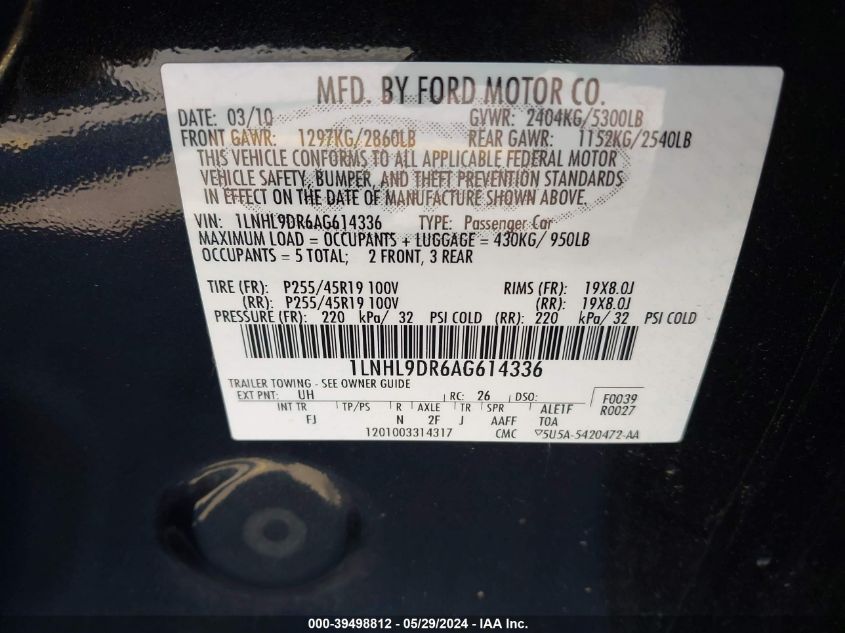 MFD. BY FORD MOTOR CO.
DATE: 03/10 GVWR: 2404KG/5300LB
FRONT GAWR: 1297KG/2860LB REAR GAWR: 1152KG/2540LB
THIS VEHICLE CONFORMS TO ALL APPLICABLE FEDERAL MOTOR
VEHICLE SAFETY, BUMPER, AND THEFT PREVENTION STANDARDS
IN EFFECT ON THE DATE OF MANUFACTURE SHOWN ABOVE.
VIN: 1LNHL9DR6AG614336 TYPE: Passenger Car
MAXIMUM LOAD = OCCUPANTS + LUGGAGE = 430KG/ 950LB
OCCUPANTS = 5 TOTAL; 2 FRONT, 3 REAR
TIRE (FR): P255/45R19 100V RIMS (FR): 19X8.0J
(RR): P255/45R19 100V (RR): 19X8.0J
PRESSURE (FR): 220 kPa/ 32 PSI COLD (RR): 220 kPa/ 32 PSI COLD
1LNHL9DR6AG614336
TRAILER TOWING - SEE OWNER GUIDE
EXT PNT: UH RC: 26 DSO: F0039
INT TR TP/PS R AXLE TR SPR ALE1F R0027
FJ N 2F J AAFF TOA
1201003314317 CMC ▽5U5A-5420472-AA
000-39498812 - 05/29/2024 - IAA Inc.